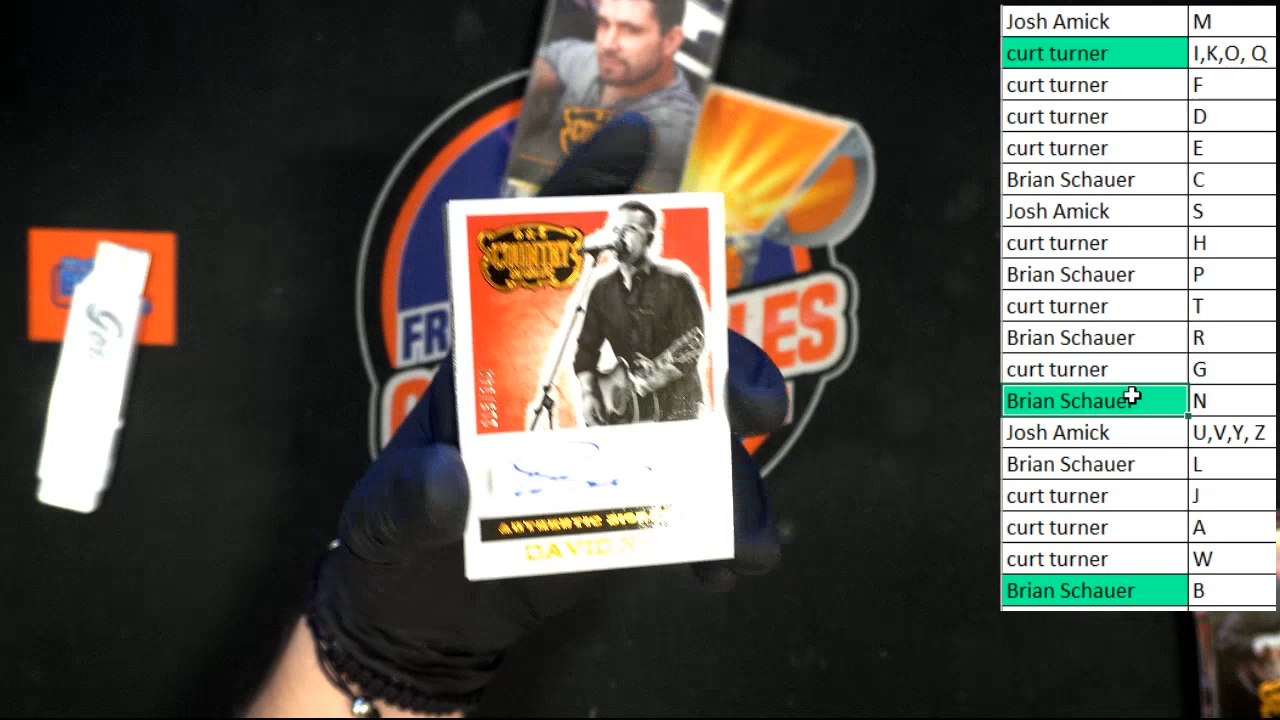 Josh Amick M
curt turner I,K,O, Q
curt turner F
curt turner D
curt turner E
Brian Schauer C
Josh Amick S
curt turner H
Brian Schauer P
curt turner T
Brian Schauer R
curt turner G
Brian Schauer N
Josh Amick U,V,Y, Z
Brian Schauer L
curt turner J
curt turner A
curt turner W
Brian Schauer B
COUNTRY
FR
LES
AUTHENTIC
DAVID N